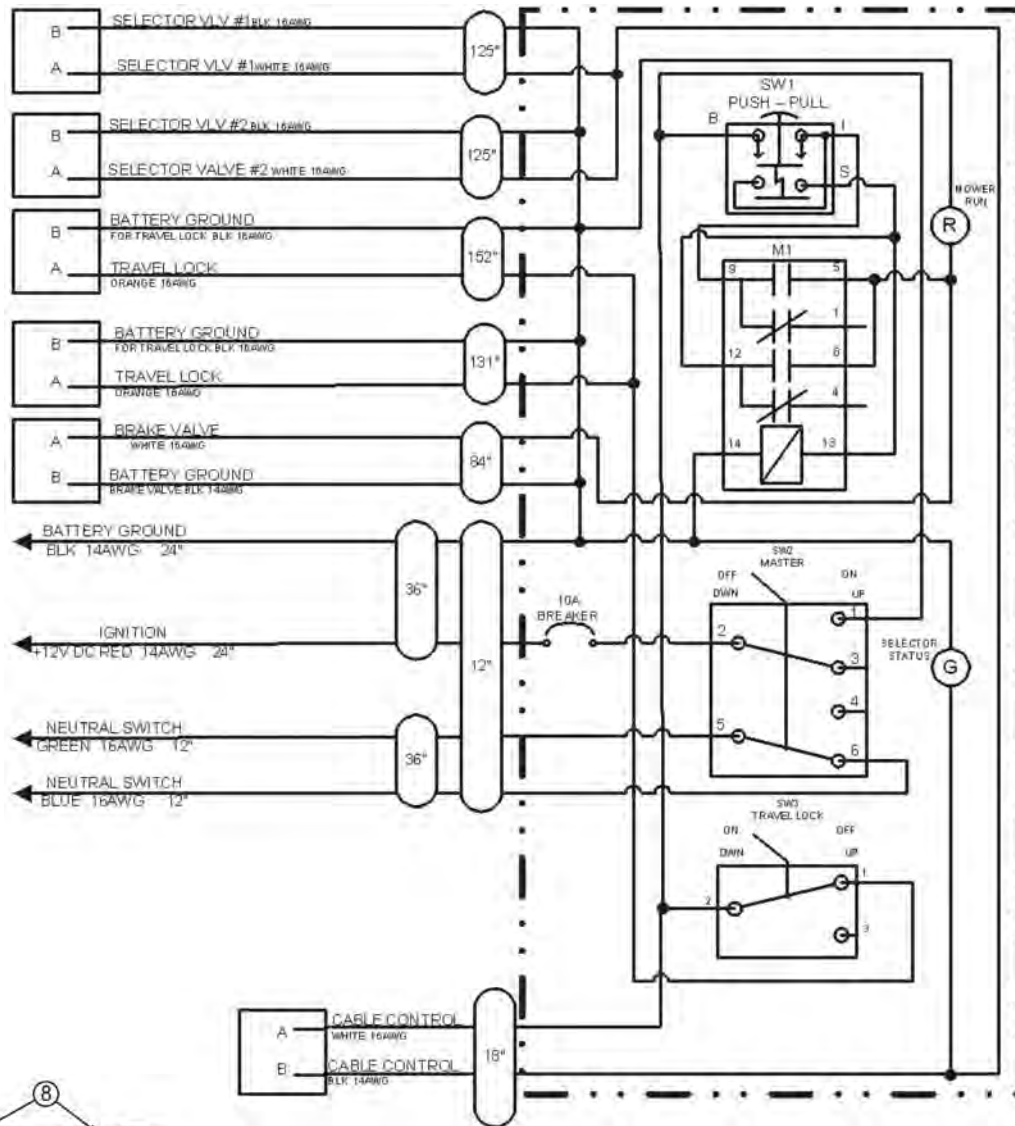 B SELECTOR VLV #1 BLK 16AWG
A SELECTOR VLV #1 WHITE 16AWG
125"
B SELECTOR VLV #2 BLK 16AWG
A SELECTOR VALVE #2 WHITE 16AWG
125"
B BATTERY GROUND
FOR TRAVEL LOCK BLK 16AWG
A TRAVEL LOCK
ORANGE 16AWG
152"
B BATTERY GROUND
FOR TRAVEL LOCK BLK 16AWG
A TRAVEL LOCK
ORANGE 16AWG
131"
A BRAKE VALVE
WHITE 16AWG
B BATTERY GROUND
BRAKE VALVE BLK 14AWG
84"
BATTERY GROUND
BLK 14AWG 24"
36"
IGNITION
+12V DC RED 14AWG 24"
12"
NEUTRAL SWITCH
GREEN 16AWG 12"
36"
NEUTRAL SWITCH
BLUE 16AWG 12"
10A
BREAKER
SW1
PUSH - PULL
B I
S
MOWER
RUN
R
M1
9 5
1
12 8
4
14 13
SW2
MASTER
OFF ON
DWN UP
1
2
3
4
5
6
SELECTOR
STATUS
G
SW3
TRAVEL LOCK
ON OFF
DWN UP
1
2
3
A CABLE CONTROL
WHITE 16AWG
B CABLE CONTROL
BLK 14AWG
18"
8